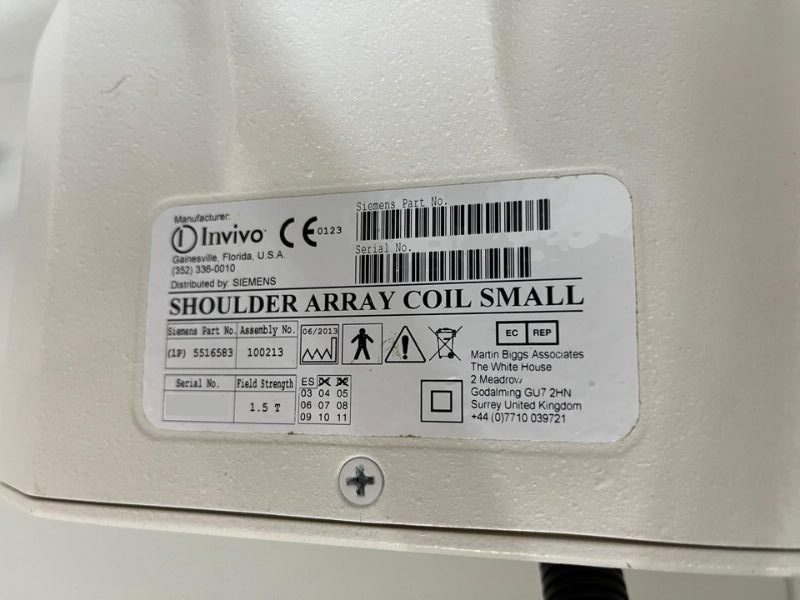 Manufacturer:
Invivo
CE 0123
Gainesville, Florida, U.S.A.
(352) 336-0010
Distributed by: SIEMENS
Siemens Part No.
Serial No.
SHOULDER ARRAY COIL SMALL
Siemens Part No. Assembly No.
(1P) 5516583 100213
06/2013
Serial No. Field Strength
1.5 T
ES
03 04 05
06 07 08
09 10 11
EC REP
Martin Biggs Associates
The White House
2 Meadrow
Godalming GU7 2HN
Surrey United Kingdom
+44 (0)7710 039721